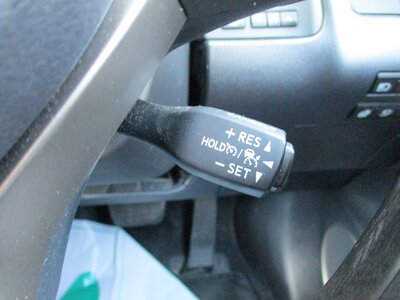 + RES ▲
HOLD /
− SET ▼